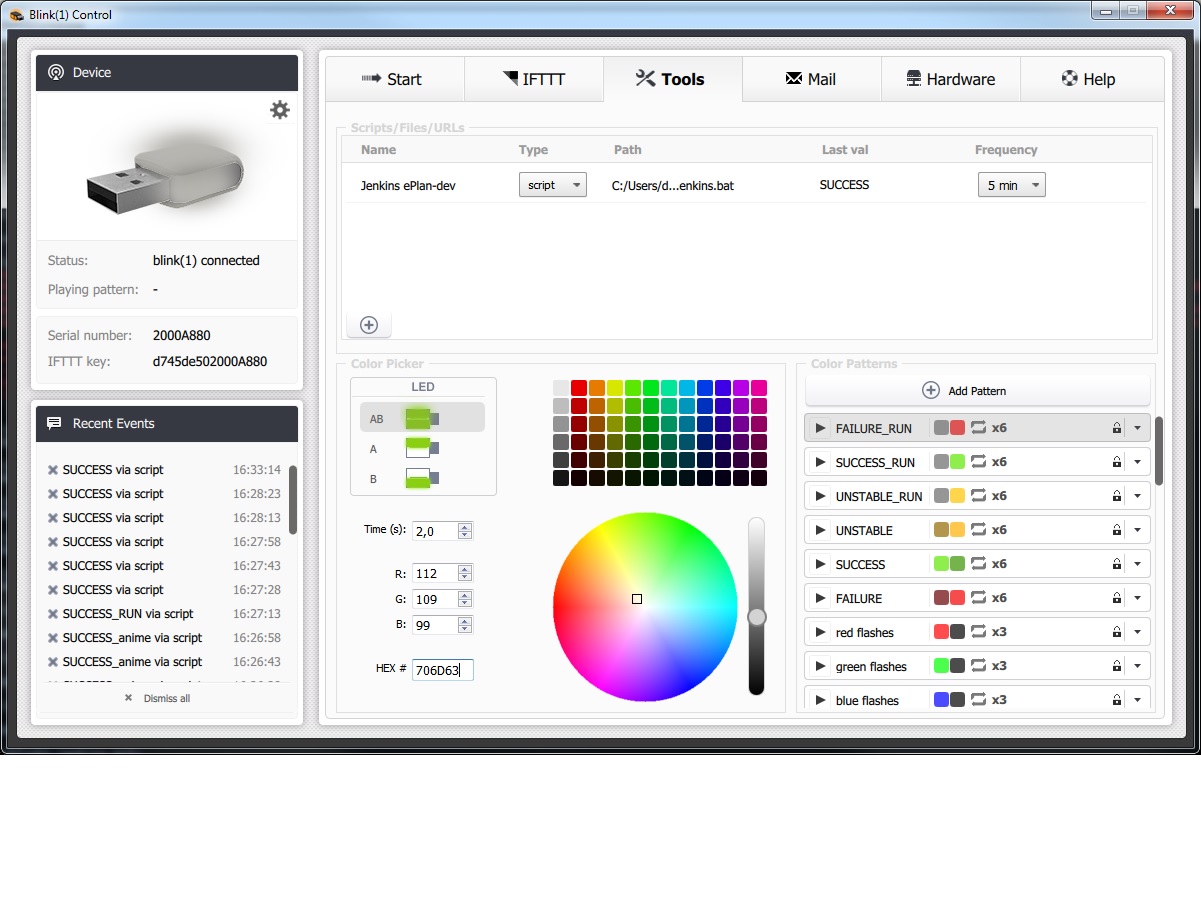 Blink(1) Control
Device
Status: blink(1) connected
Playing pattern: -
Serial number: 2000A880
IFTTT key: d745de502000A880
Recent Events
SUCCESS via script 16:33:14
SUCCESS via script 16:28:23
SUCCESS via script 16:28:13
SUCCESS via script 16:27:58
SUCCESS via script 16:27:43
SUCCESS via script 16:27:28
SUCCESS_RUN via script 16:27:13
SUCCESS_anime via script 16:26:58
SUCCESS_anime via script 16:26:43
Dismiss all
Start IFTTT Tools Mail Hardware Help
Scripts/Files/URLs
Name Type Path Last val Frequency
Jenkins ePlan-dev script C:/Users/d...enkins.bat SUCCESS 5 min
Color Picker
LED
AB
A
B
Time (s): 2,0
R: 112
G: 109
B: 99
HEX # 706D63
Color Patterns
Add Pattern
FAILURE_RUN x6
SUCCESS_RUN x6
UNSTABLE_RUN x6
UNSTABLE x6
SUCCESS x6
FAILURE x6
red flashes x3
green flashes x3
blue flashes x3